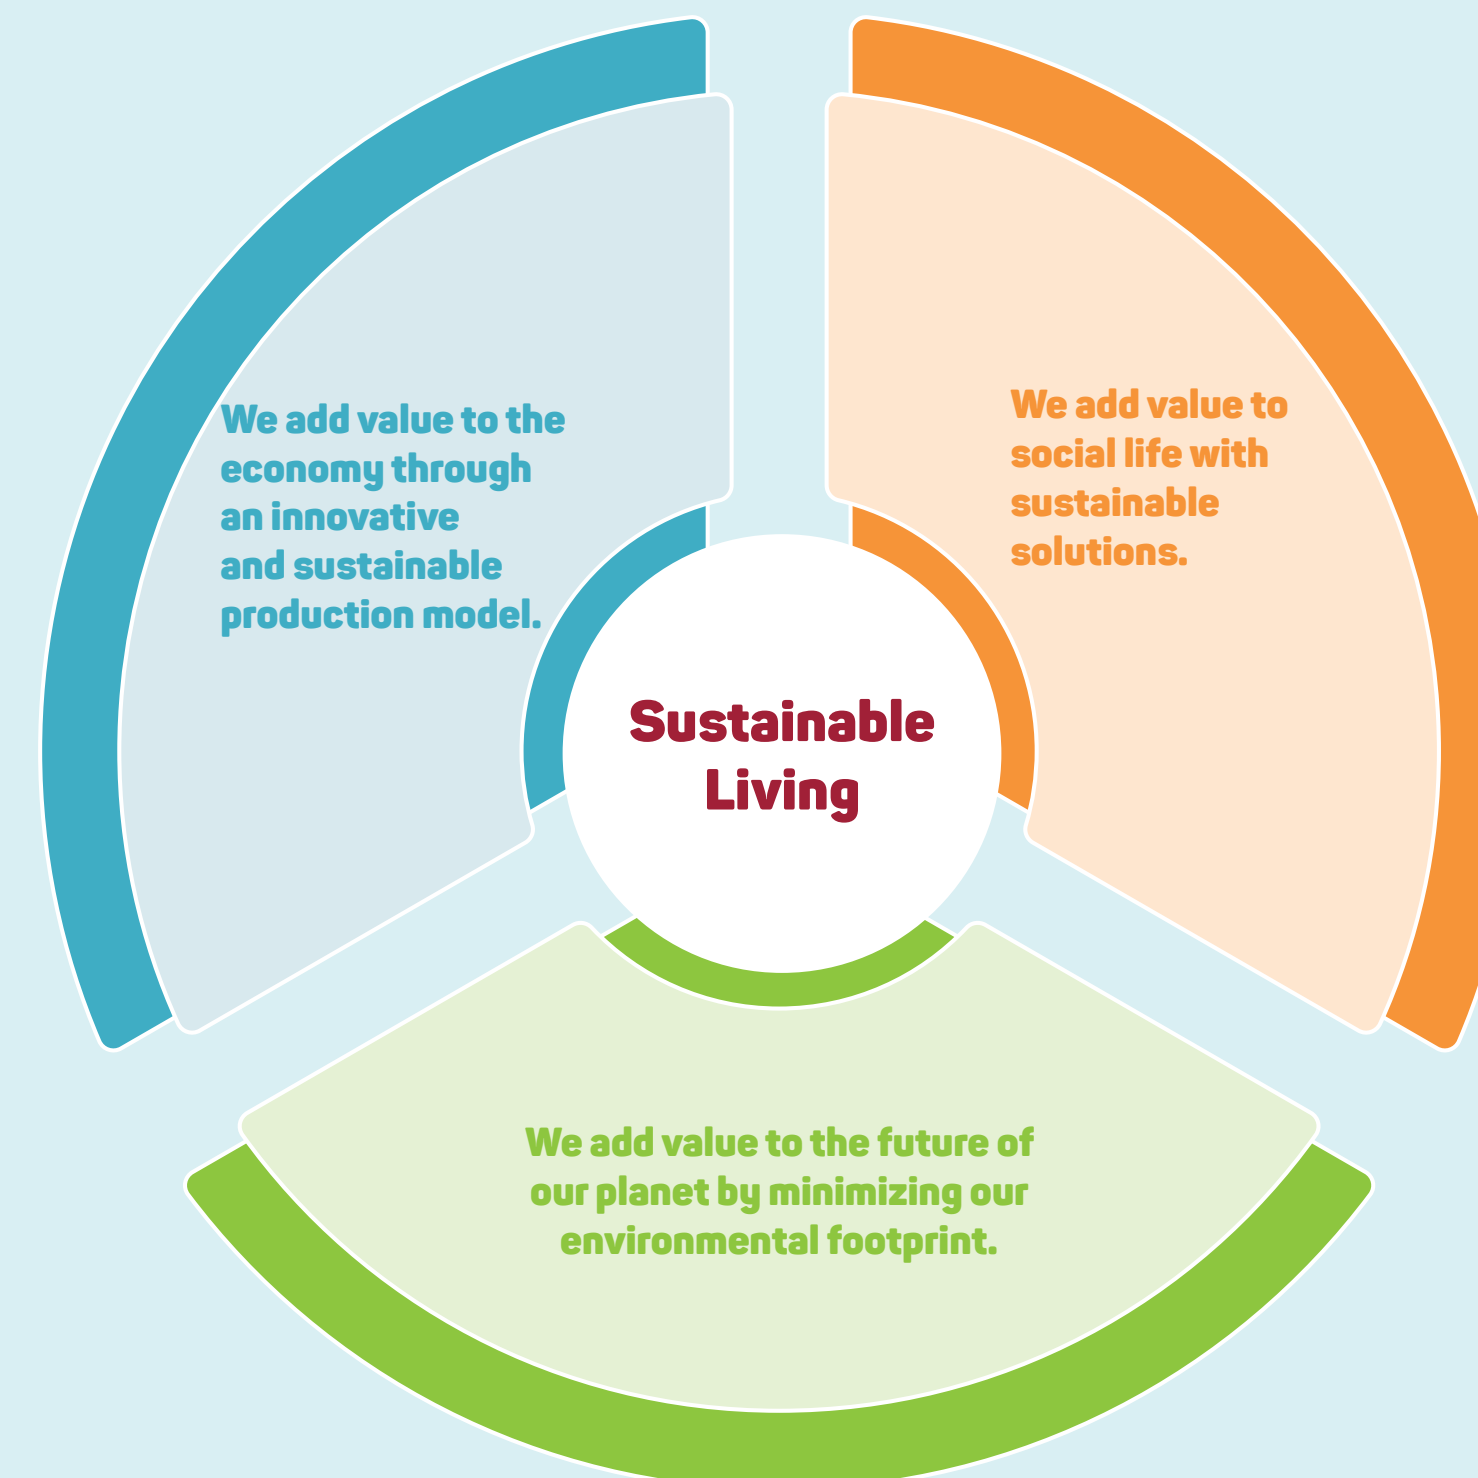 We add value to the
economy through
an innovative
and sustainable
production model.
We add value to
social life with
sustainable
solutions.
Sustainable
Living
We add value to the future of
our planet by minimizing our
environmental footprint.